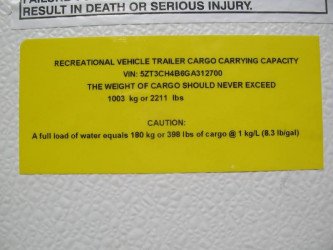 RESULT IN DEATH OR SERIOUS INJURY.
RECREATIONAL VEHICLE TRAILER CARGO CARRYING CAPACITY
VIN: 5ZT3CH4B6GA312700
THE WEIGHT OF CARGO SHOULD NEVER EXCEED
1003 kg or 2211 lbs
CAUTION:
A full load of water equals 180 kg or 398 lbs of cargo @ 1 kg/L (8.3 lb/gal)